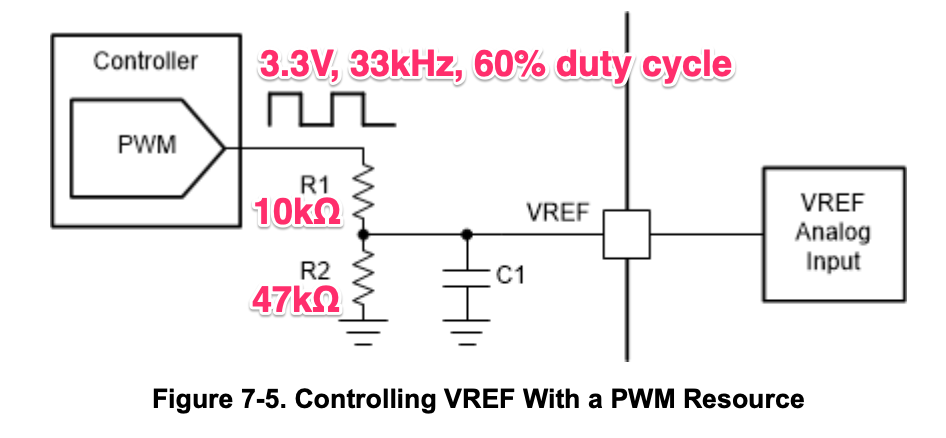 Controller
3.3V, 33kHz, 60% duty cycle
PWM
R1
10kΩ
VREF
R2
47kΩ
C1
VREF
Analog
Input
Figure 7-5. Controlling VREF With a PWM Resource